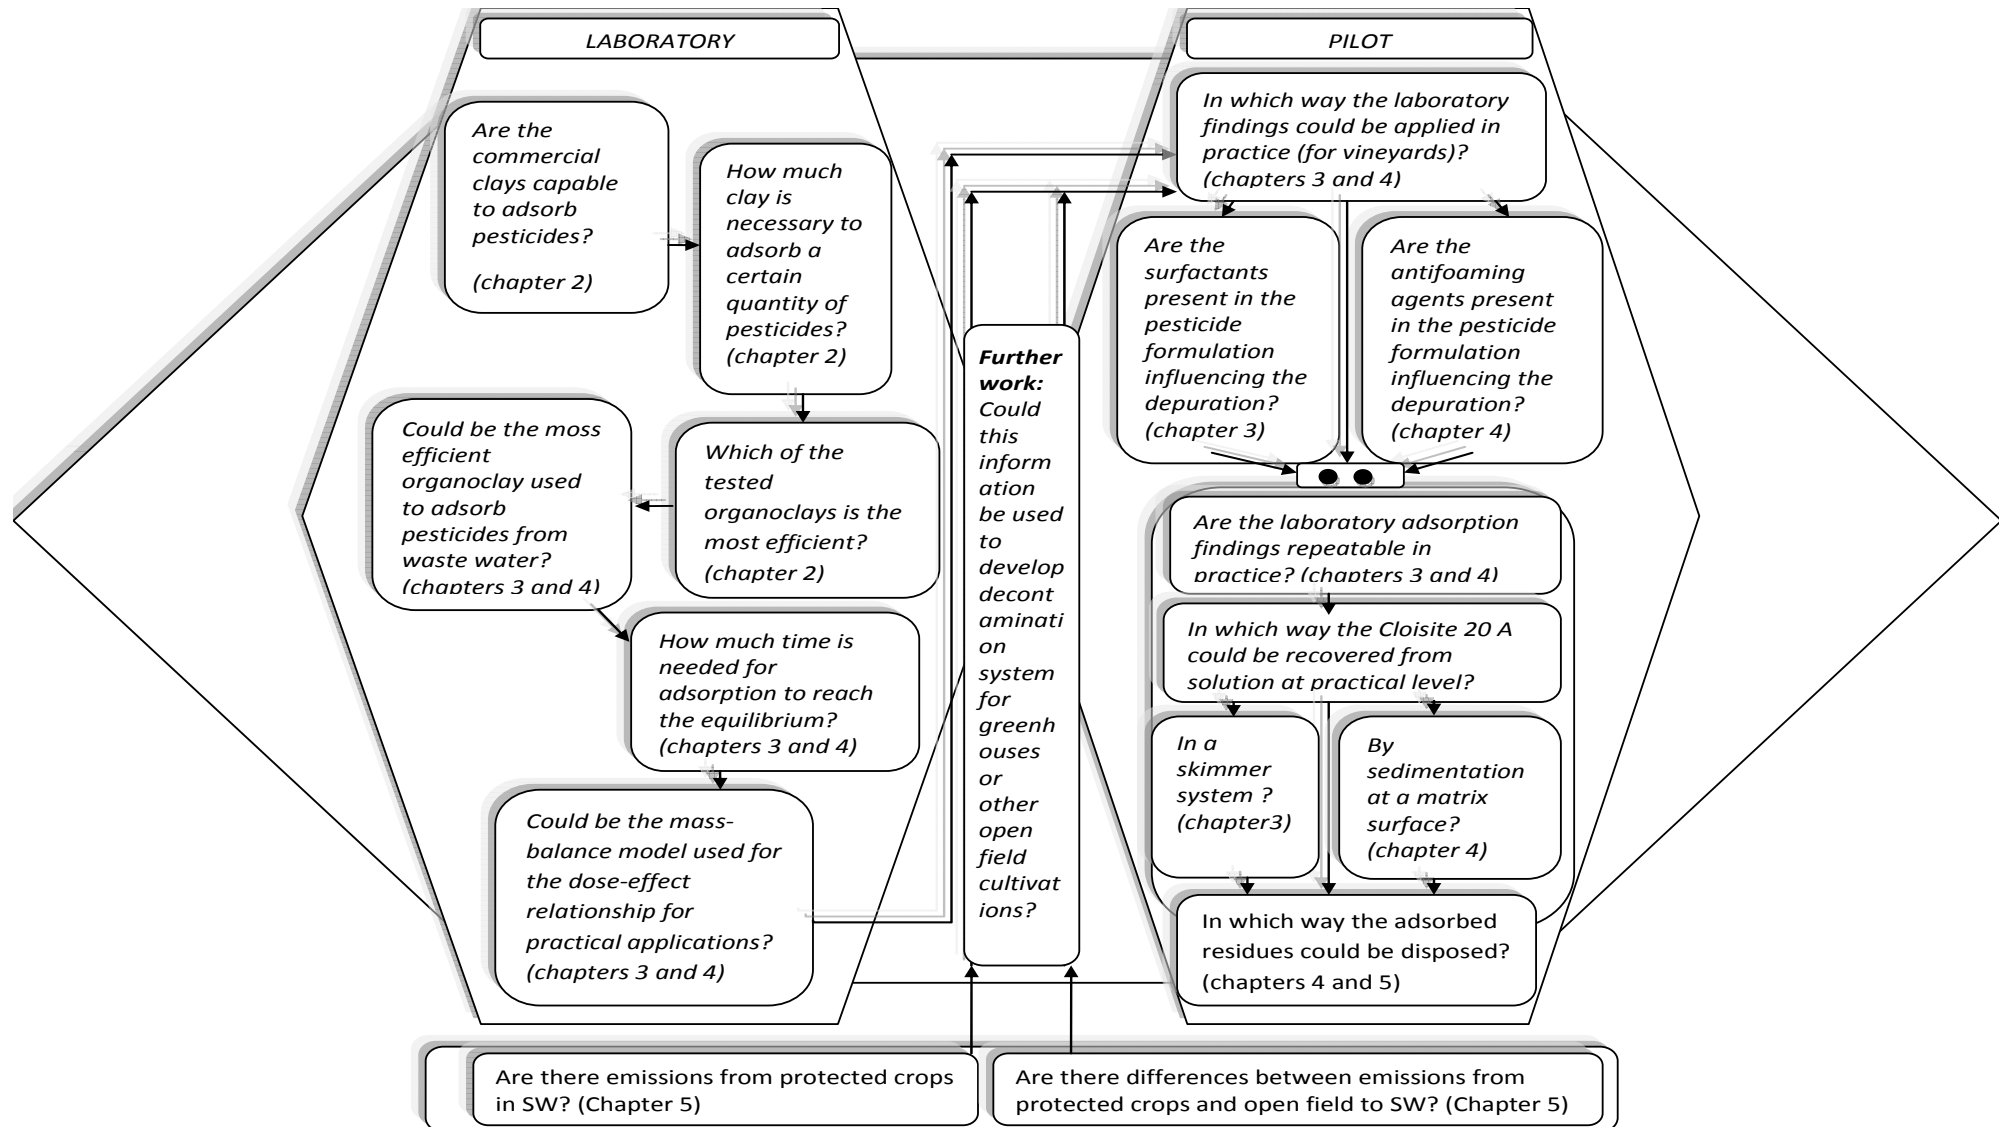 LABORATORY
Are the
commercial
clays capable
to adsorb
pesticides?
(chapter 2)
How much
clay is
necessary to
adsorb a
certain
quantity of
pesticides?
(chapter 2)
Could be the moss
efficient
organoclay used
to adsorb
pesticides from
waste water?
(chapters 3 and 4)
Which of the
tested
organoclays is the
most efficient?
(chapter 2)
How much time is
needed for
adsorption to reach
the equilibrium?
(chapters 3 and 4)
Could be the mass-
balance model used for
the dose-effect
relationship for
practical applications?
(chapters 3 and 4)
Further
work:
Could
this
inform
ation
be used
to
develop
decont
aminati
on
system
for
greenh
ouses
or
other
open
field
cultivat
ions?
PILOT
In which way the laboratory
findings could be applied in
practice (for vineyards)?
(chapters 3 and 4)
Are the
surfactants
present in the
pesticide
formulation
influencing the
depuration?
(chapter 3)
Are the
antifoaming
agents present
in the pesticide
formulation
influencing the
depuration?
(chapter 4)
Are the laboratory adsorption
findings repeatable in
practice? (chapters 3 and 4)
In which way the Cloisite 20 A
could be recovered from
solution at practical level?
In a
skimmer
system ?
(chapter3)
By
sedimentation
at a matrix
surface?
(chapter 4)
In which way the adsorbed
residues could be disposed?
(chapters 4 and 5)
Are there emissions from protected crops
in SW? (Chapter 5)
Are there differences between emissions from
protected crops and open field to SW? (Chapter 5)